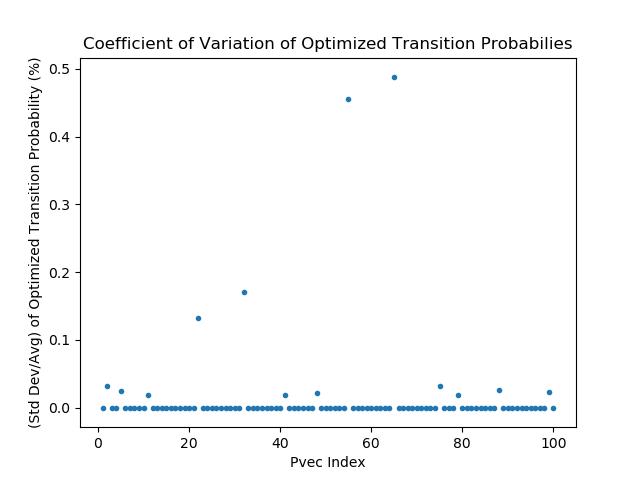 Coefficient of Variation of Optimized Transition Probabilies
(Std Dev/Avg) of Optimized Transition Probability (%)
0.5
0.4
0.3
0.2
0.1
0.0
0 20 40 60 80 100
Pvec Index